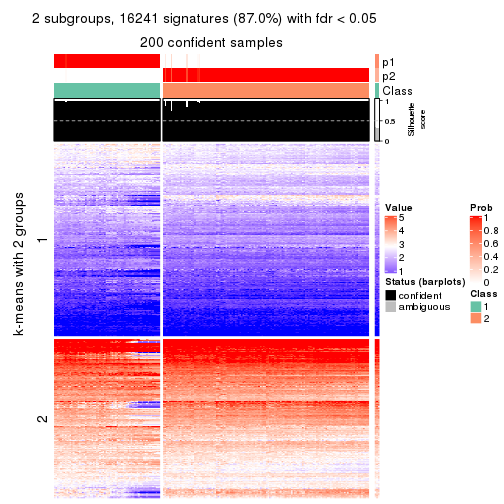 2 subgroups, 16241 signatures (87.0%) with fdr < 0.05
200 confident samples
p1
p2
Class
1
0.5
0
Silhouette
score
k-means with 2 groups
1
2
Value
5
4
3
2
1
Prob
1
0.8
0.6
0.4
0.2
0
Status (barplots)
confident
ambiguous
Class
1
2